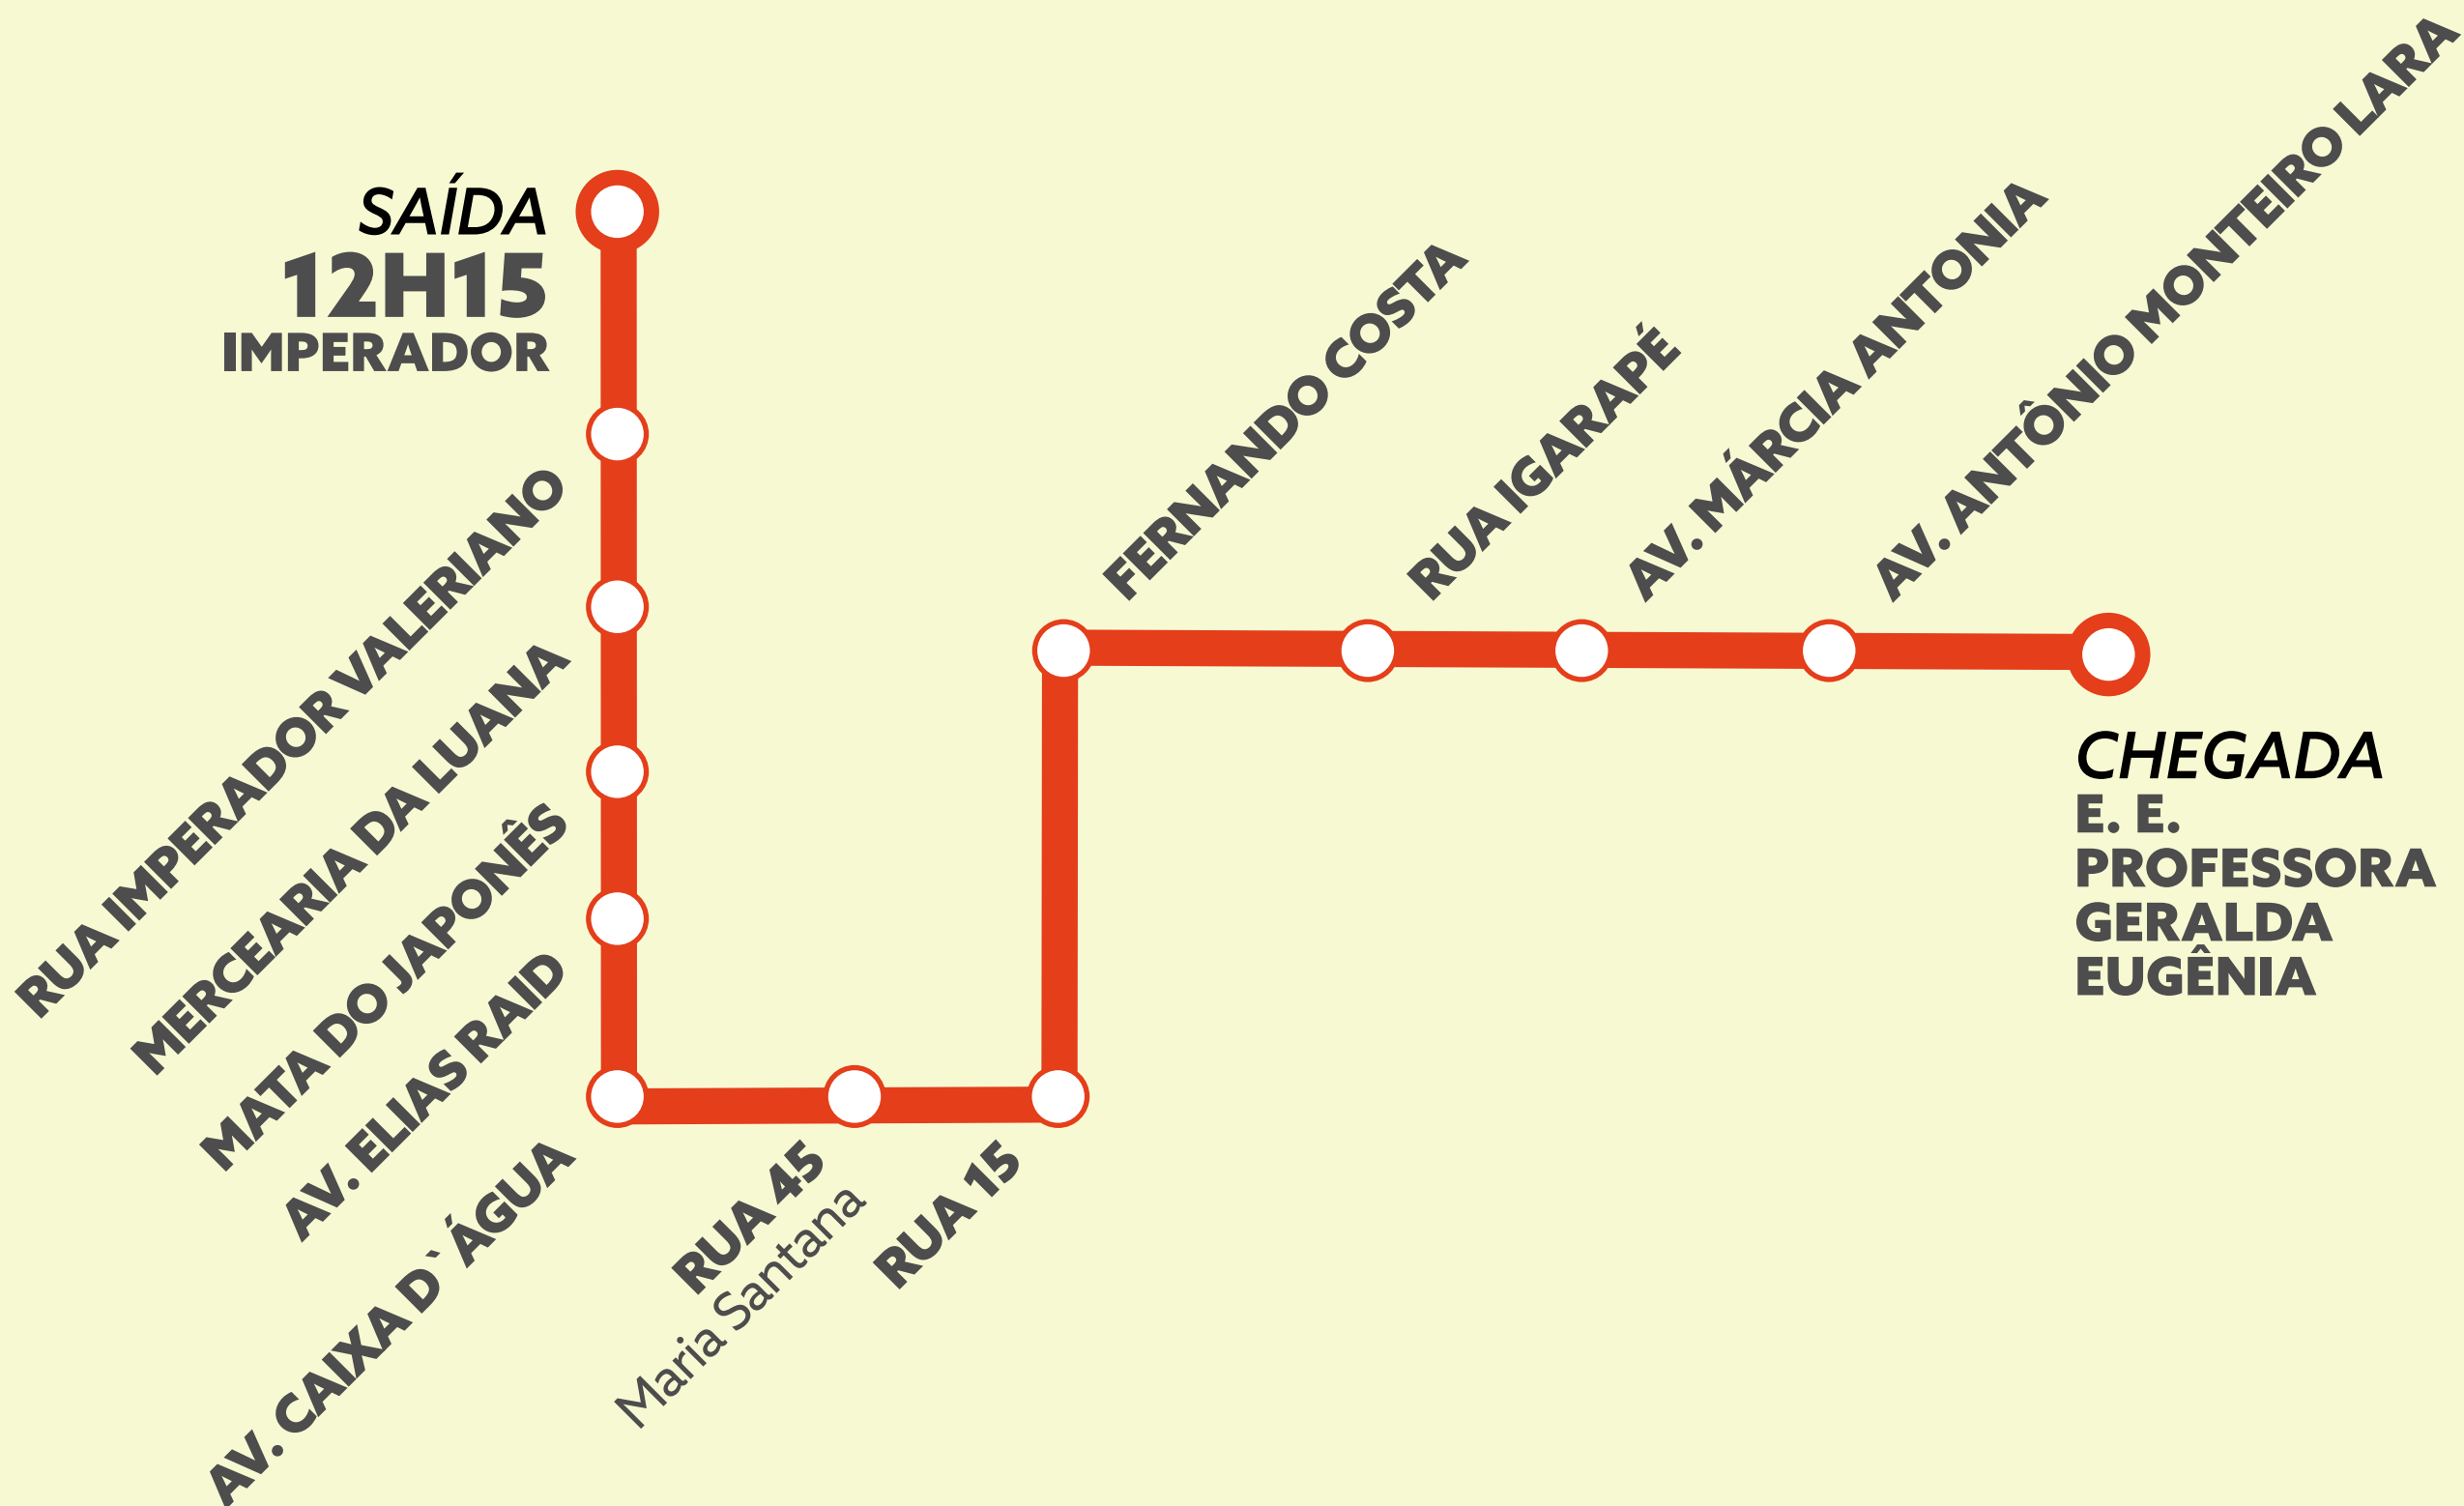 SAÍDA
12H15
IMPERADOR
RUA IMPERADOR VALERIANO
MERCEARIA DA LUANA
MATA DO JAPONÊS
AV. ELIAS RAID
AV. CAIXA D`ÁGUA
RUA 45
Maria Santana
RUA 15
FERNANDO COSTA
RUA IGARAPÉ
AV. MÁRCIA ANTONIA
AV. ANTÔNIO MONTEIRO LARA
CHEGADA
E. E.
PROFESSORA
GERALDA
EUGÊNIA